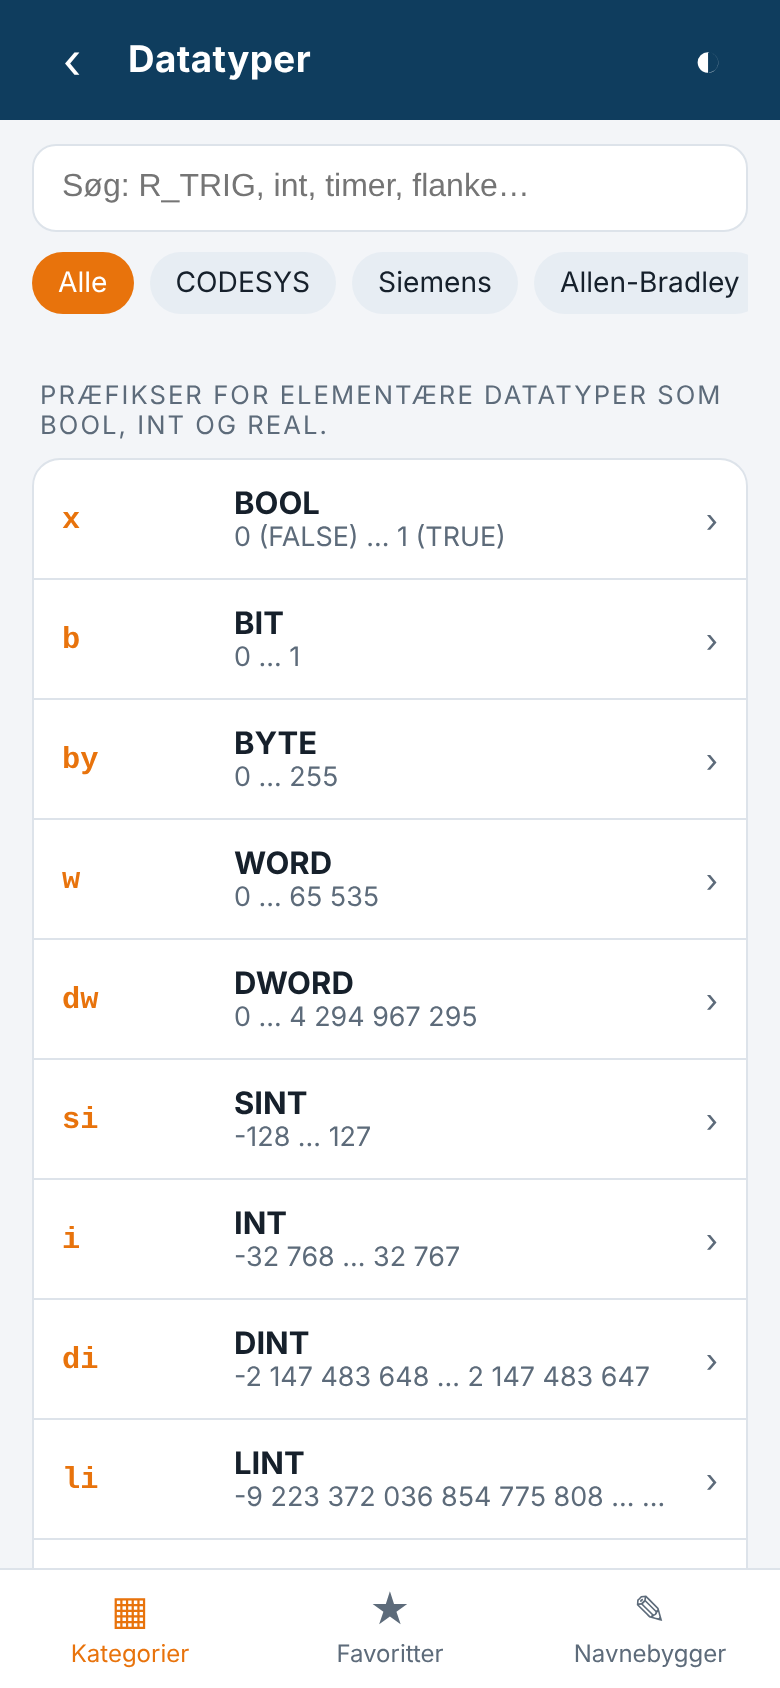 Datatyper
Søg: R_TRIG, int, timer, flanke...
Alle
CODESYS
Siemens
Allen-Bradley
PRÆFIKSER FOR ELEMENTÆRE DATATYPER SOM
BOOL, INT OG REAL.
x
BOOL
0 (FALSE) ... 1 (TRUE)
b
BIT
0 ... 1
by
BYTE
0 ... 255
w
WORD
0 ... 65 535
dw
DWORD
0 ... 4 294 967 295
si
SINT
-128 ... 127
i
INT
-32 768 ... 32 767
di
DINT
-2 147 483 648 ... 2 147 483 647
li
LINT
-9 223 372 036 854 775 808 ... ...
Kategorier
Favoritter
Navnebygger